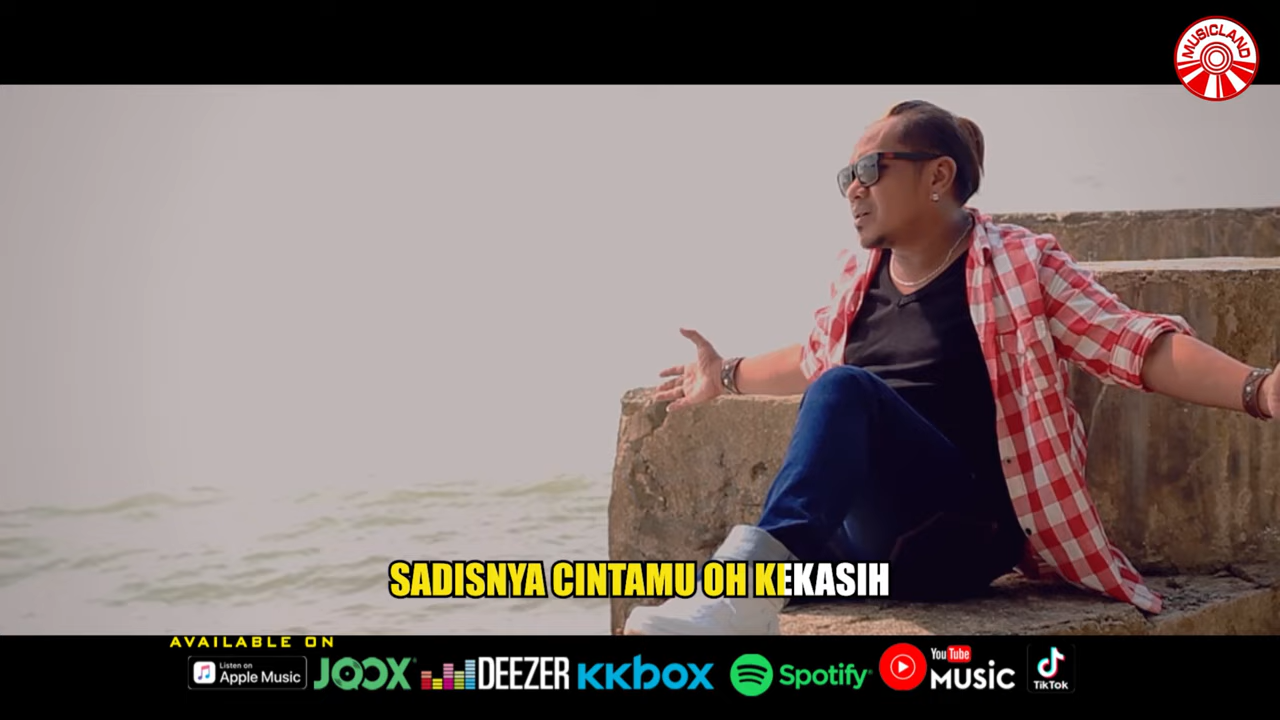 MUSICLAND
SADISNYA CINTAMU OH KEKASIH
AVAILABLE ON
Listen on
Apple Music
JOOX
DEEZER
KKBOX
Spotify
YouTube
MUSIC
TikTok